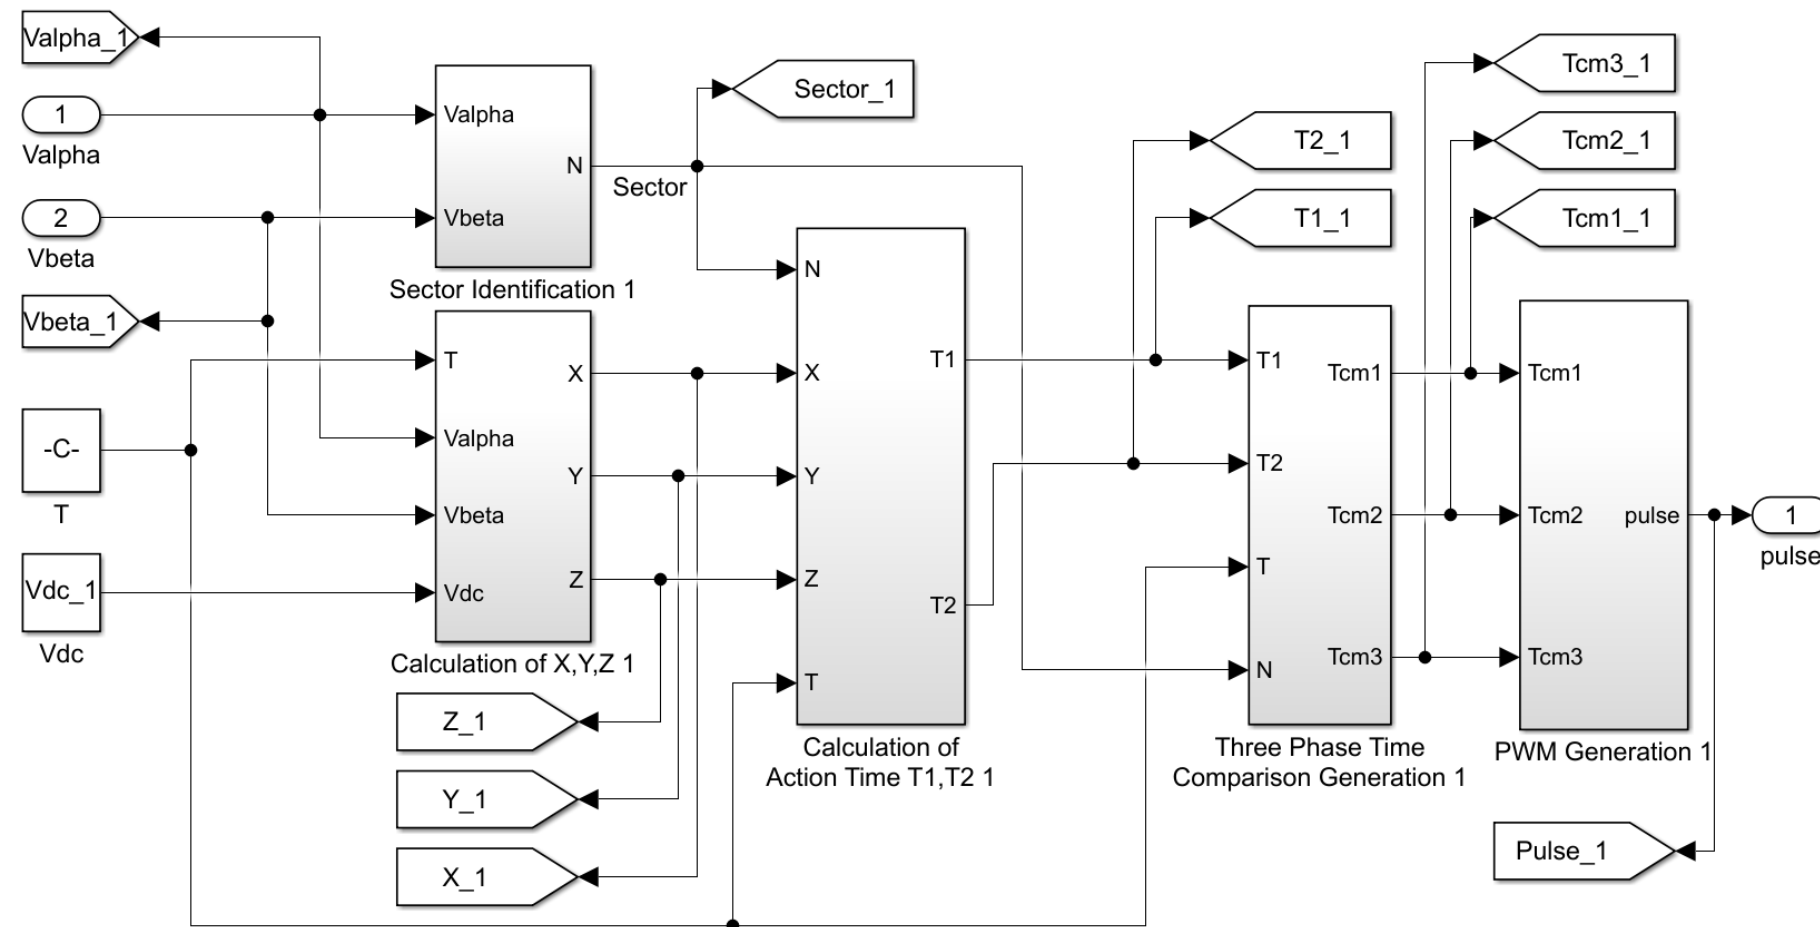 Valpha_1
1
Valpha
2
Vbeta
Vbeta_1
-C-
T
Vdc_1
Vdc
Valpha
N
Vbeta
Sector Identification 1
Sector
Sector_1
T
X
Valpha
Y
Vbeta
Z
Vdc
Calculation of X,Y,Z 1
Z_1
Y_1
X_1
N
T1
X
Y
Z
T2
T
Calculation of
Action Time T1,T2 1
T2_1
T1_1
T1
Tcm1
T2
Tcm2
T
Tcm3
N
Three Phase Time
Comparison Generation 1
Tcm3_1
Tcm2_1
Tcm1_1
Tcm1
Tcm2
pulse
Tcm3
PWM Generation 1
1
pulse
Pulse_1